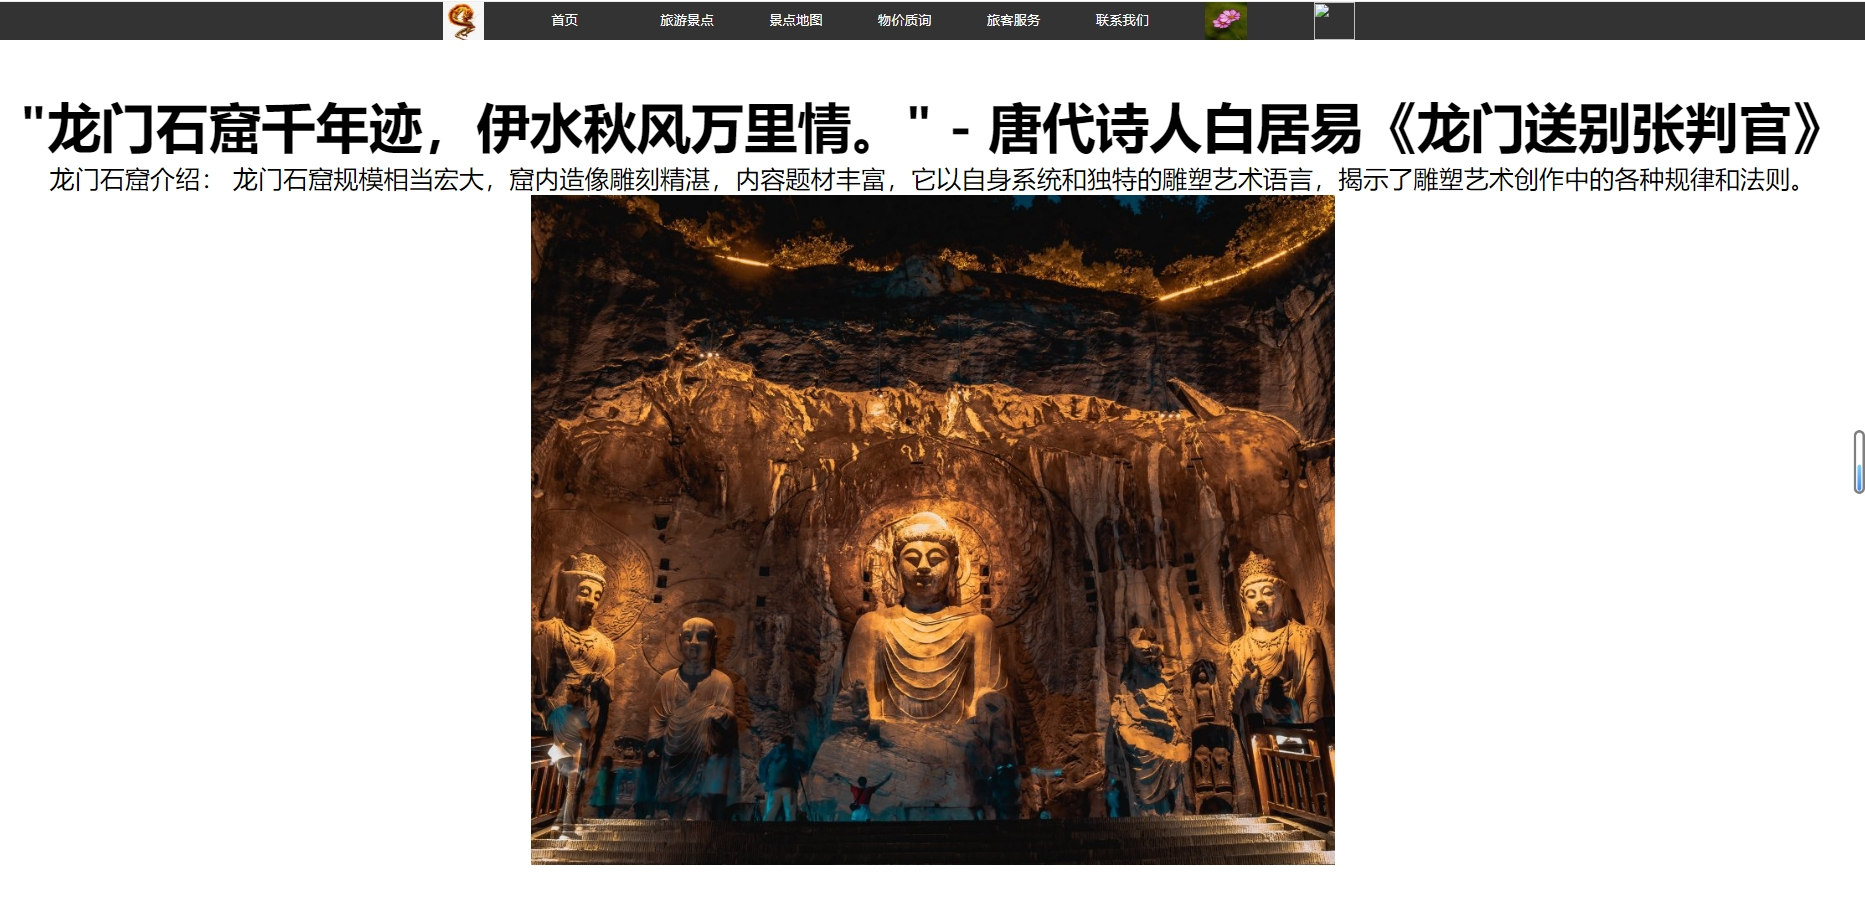 首页 旅游景点 景点地图 物价质询 旅客服务 联系我们
"龙门石窟千年迹，伊水秋风万里情。" - 唐代诗人白居易《龙门送别张判官》
龙门石窟介绍： 龙门石窟规模相当宏大，窟内造像雕刻精湛，内容题材丰富，它以自身系统和独特的雕塑艺术语言，揭示了雕塑艺术创作中的各种规律和法则。